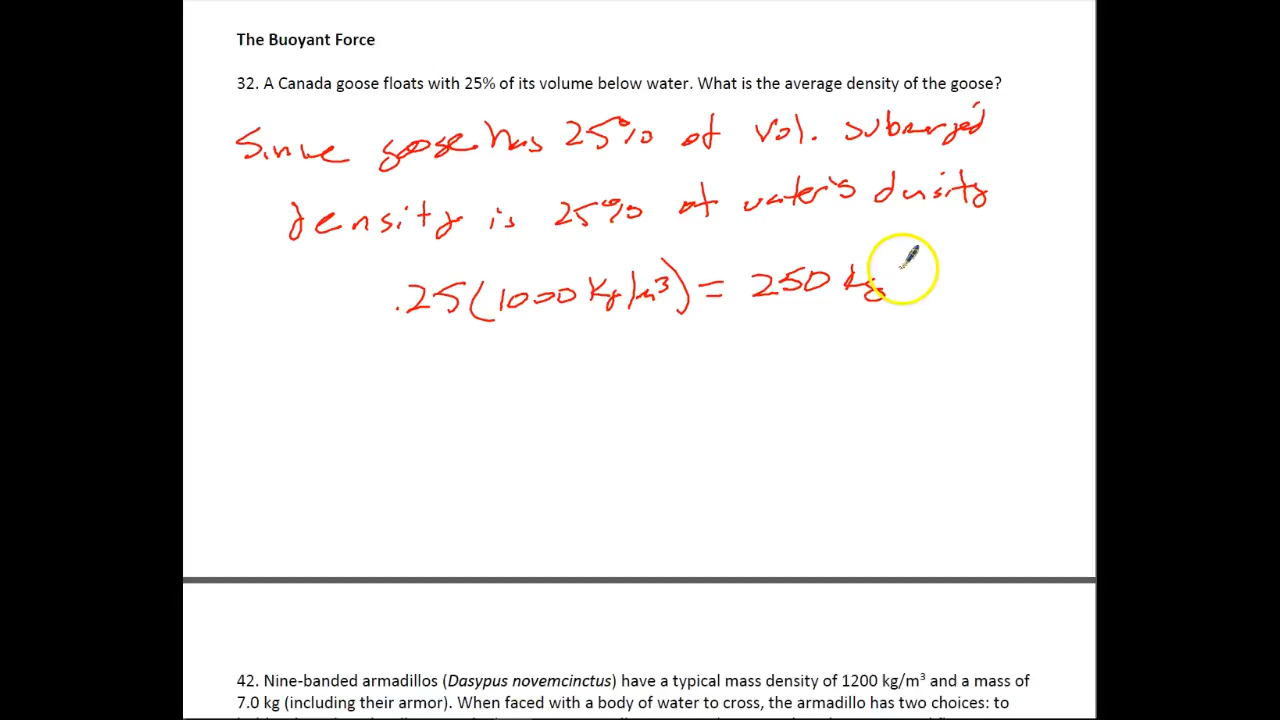 The Buoyant Force
32. A Canada goose floats with 25% of its volume below water. What is the average density of the goose?
Since goose has 25% of vol. submerged
density is 25% of water's density
.25(1000 kg/m³) = 250 kg
42. Nine-banded armadillos (Dasypus novemcinctus) have a typical mass density of 1200 kg/m³ and a mass of
7.0 kg (including their armor). When faced with a body of water to cross, the armadillo has two choices: to